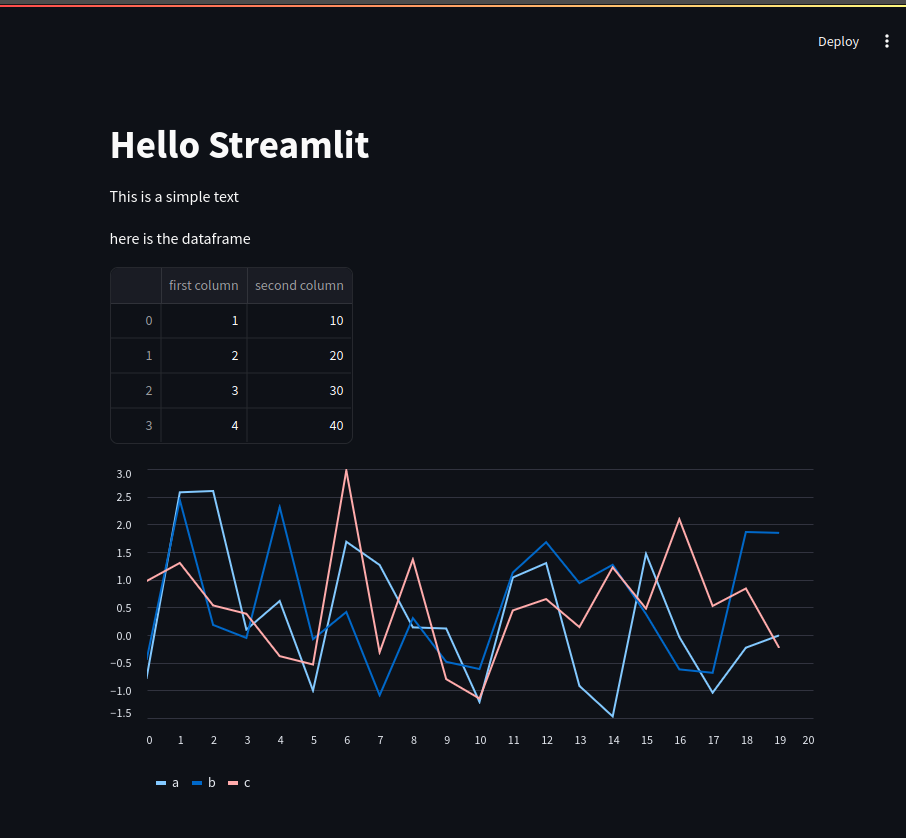 Deploy
Hello Streamlit
This is a simple text
here is the dataframe
first column second column
0 1 10
1 2 20
2 3 30
3 4 40
3.0
2.5
2.0
1.5
1.0
0.5
0.0
−0.5
−1.0
−1.5
0 1 2 3 4 5 6 7 8 9 10 11 12 13 14 15 16 17 18 19 20
a b c